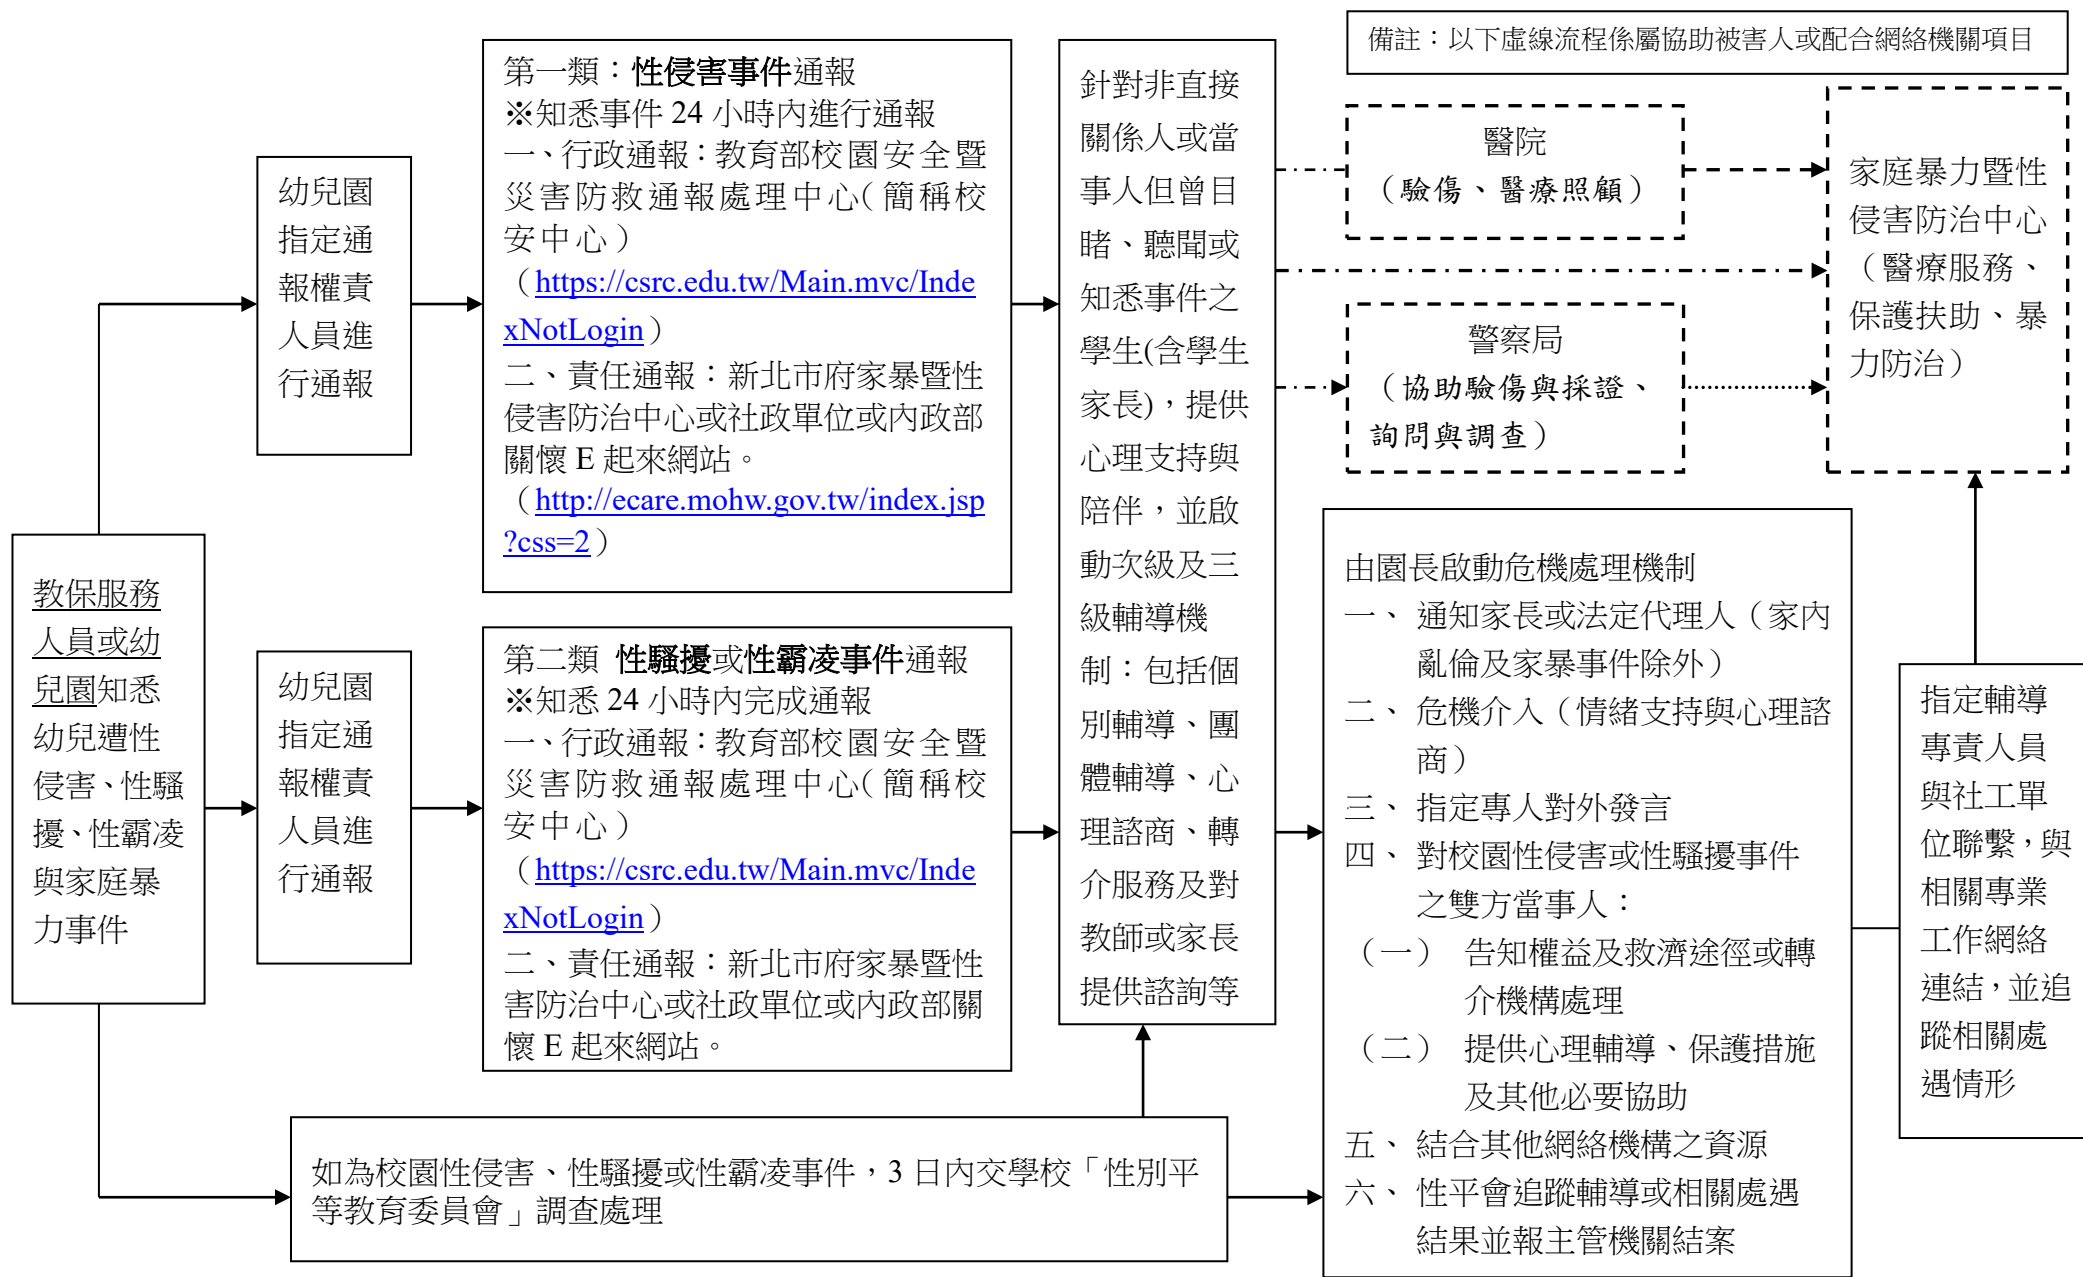 備註：以下虛線流程係屬協助被害人或配合網絡機關項目
教保服務
人員或幼
兒園知悉
幼兒遭性
侵害、性騷
擾、性霸凌
與家庭暴
力事件
幼兒園
指定通
報權責
人員進
行通報
第一類：性侵害事件通報
※知悉事件 24 小時內進行通報
一、行政通報：教育部校園安全暨
災害防救通報處理中心(簡稱校
安中心）
（https://csrc.edu.tw/Main.mvc/Inde
xNotLogin）
二、責任通報：新北市府家暴暨性
侵害防治中心或社政單位或內政部
關懷 E 起來網站。
（http://ecare.mohw.gov.tw/index.jsp
?css=2）
幼兒園
指定通
報權責
人員進
行通報
第二類 性騷擾或性霸凌事件通報
※知悉 24 小時內完成通報
一、行政通報：教育部校園安全暨
災害防救通報處理中心(簡稱校
安中心）
（https://csrc.edu.tw/Main.mvc/Inde
xNotLogin）
二、責任通報：新北市府家暴暨性
害防治中心或社政單位或內政部關
懷 E 起來網站。
如為校園性侵害、性騷擾或性霸凌事件，3 日內交學校「性別平
等教育委員會」調查處理
針對非直接
關係人或當
事人但曾目
睹、聽聞或
知悉事件之
學生(含學生
家長)，提供
心理支持與
陪伴，並啟
動次級及三
級輔導機
制：包括個
別輔導、團
體輔導、心
理諮商、轉
介服務及對
教師或家長
提供諮詢等
醫院
（驗傷、醫療照顧）
警察局
（協助驗傷與採證、
詢問與調查）
家庭暴力暨性
侵害防治中心
（醫療服務、
保護扶助、暴
力防治）
由園長啟動危機處理機制
一、 通知家長或法定代理人（家內
亂倫及家暴事件除外）
二、 危機介入（情緒支持與心理諮
商）
三、 指定專人對外發言
四、 對校園性侵害或性騷擾事件
之雙方當事人：
（一） 告知權益及救濟途徑或轉
介機構處理
（二） 提供心理輔導、保護措施
及其他必要協助
五、 結合其他網絡機構之資源
六、 性平會追蹤輔導或相關處遇
結果並報主管機關結案
指定輔導
專責人員
與社工單
位聯繫，與
相關專業
工作網絡
連結，並追
蹤相關處
遇情形